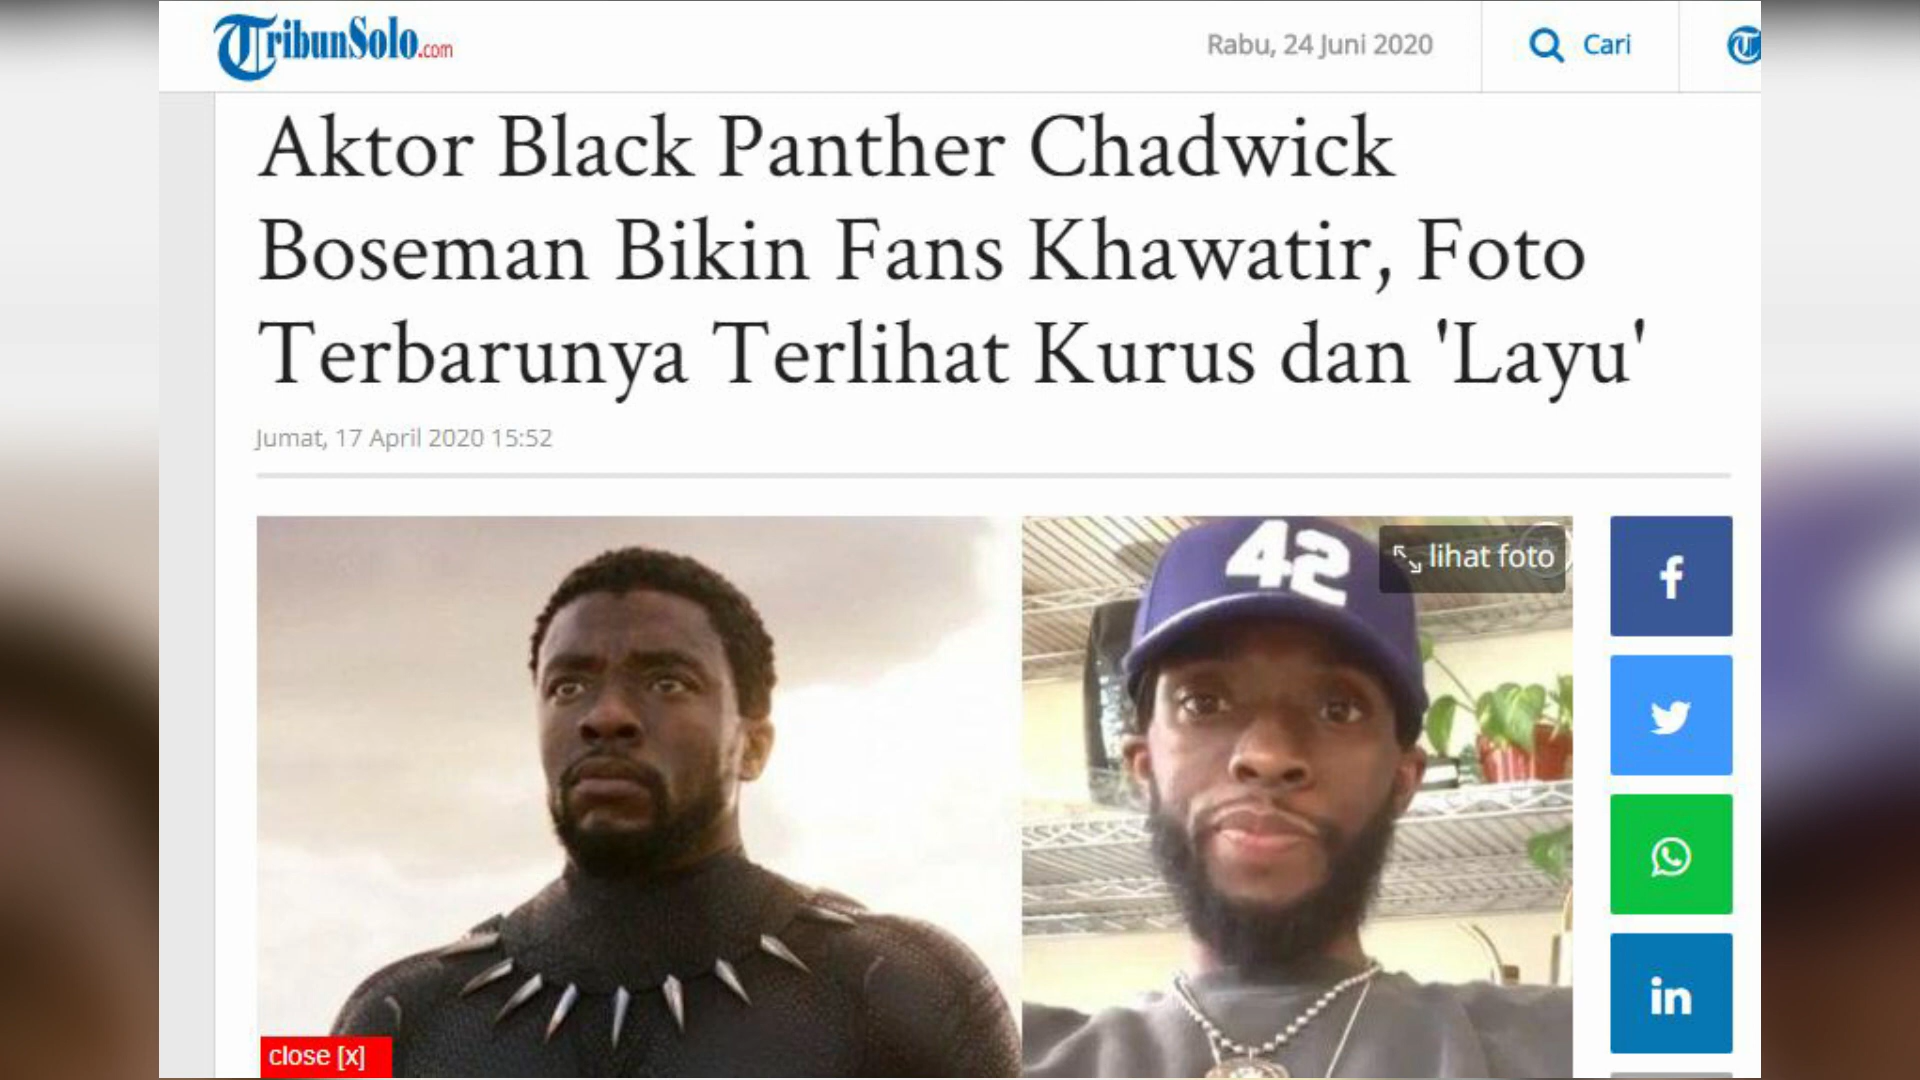 TribunSolo.com
Rabu, 24 Juni 2020
Cari
Aktor Black Panther Chadwick
Boseman Bikin Fans Khawatir, Foto
Terbarunya Terlihat Kurus dan 'Layu'
Jumat, 17 April 2020 15:52
42
lihat foto
close [x]